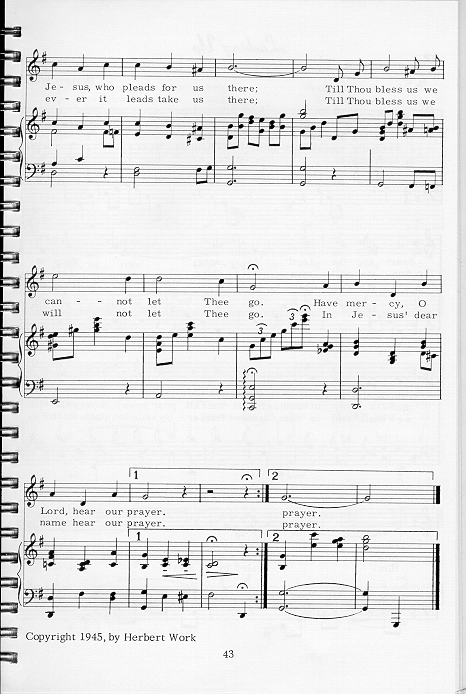 Je - sus, who pleads for us there; Till Thou bless us we
ev - er it leads take us there; Till Thou bless us we
can - - not let Thee go. Have mer - cy, O
will not let Thee go. In Je - sus' dear
3 3
1 2
Lord, hear our prayer. prayer.
name hear our prayer. prayer.
1 2
Copyright 1945, by Herbert Work
43